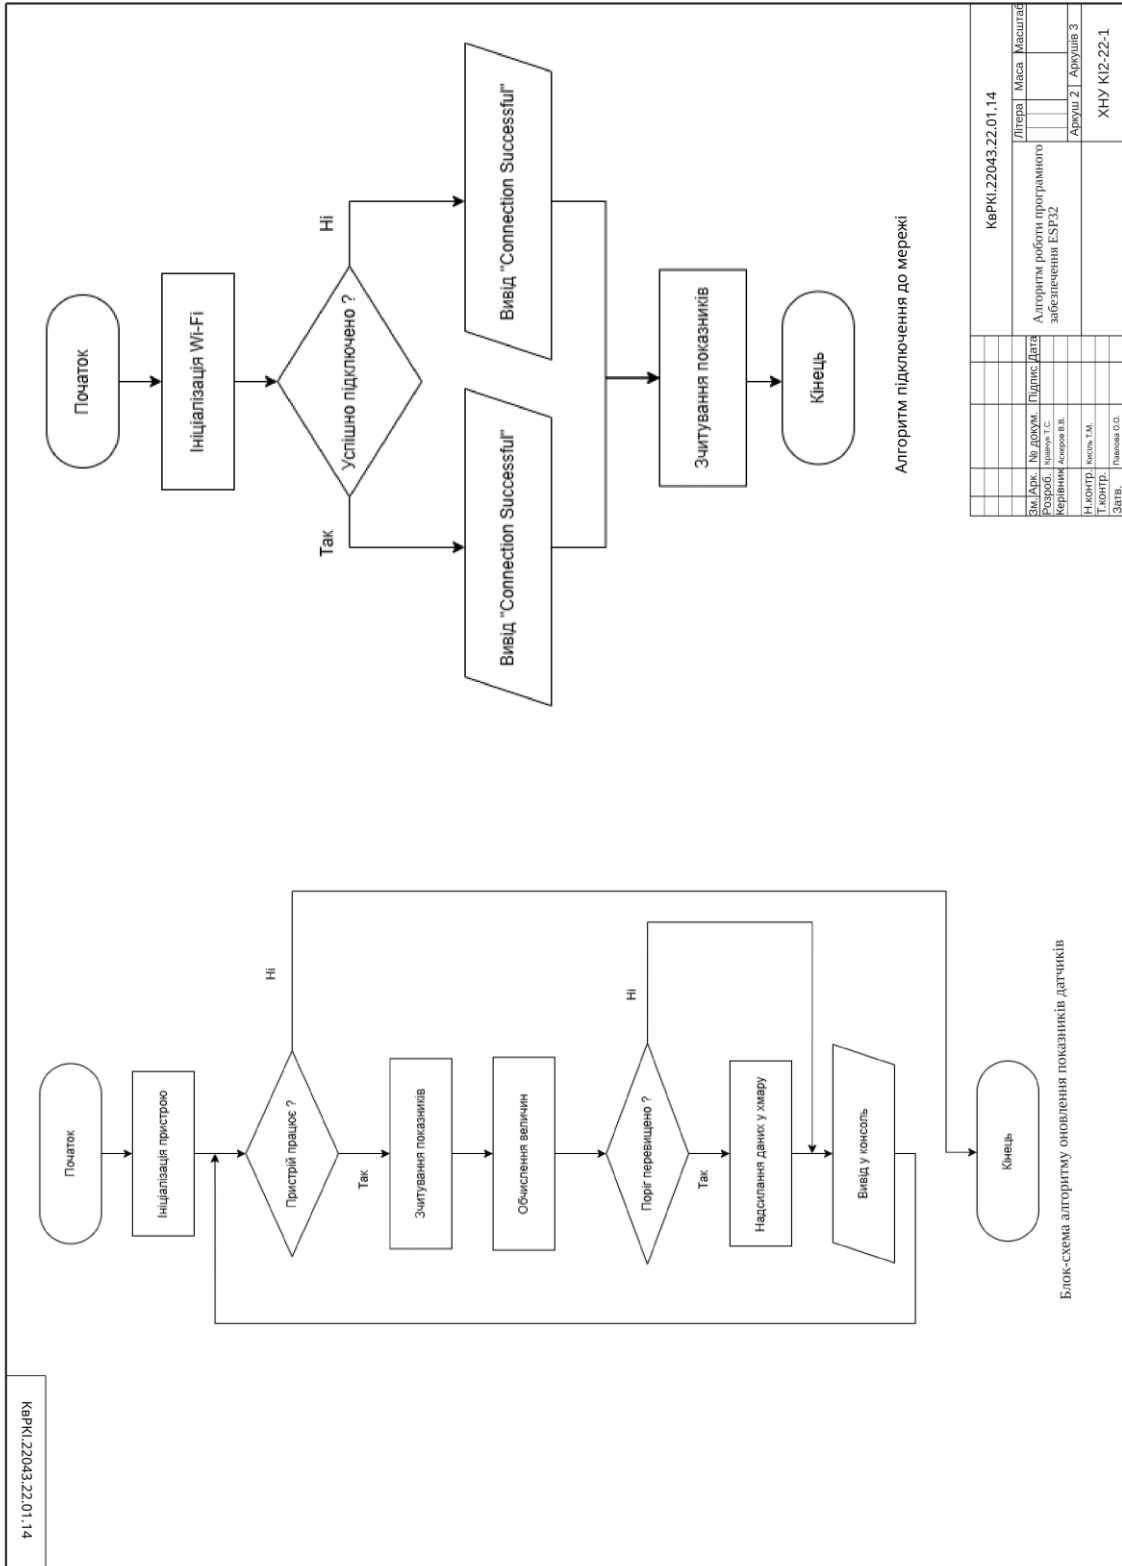 КвРКІ.22043.22.01.14
Початок
Ініціалізація пристрою
Пристрій працює ?
Ні
Так
Зчитування показників
Обчислення величин
Поріг перевищено ?
Ні
Так
Надсилання даних у хмару
Вивід у консоль
Кінець
Блок-схема алгоритму оновлення показників датчиків
Початок
Ініціалізація Wi-Fi
Успішно підключено ?
Так
Ні
Вивід "Connection Successful"
Вивід "Connection Successful"
Зчитування показників
Кінець
Алгоритм підключення до мережі
КвРКІ.22043.22.01.14
Зм. Арк. № докум. Підпис Дата
Розроб. Кравчук Т.С.
Керівник Аскеров В.В.
Н.контр. Кисіль Т.М.
Т.контр.
Затв. Павлова О.О.
Алгоритм роботи програмного
забезпечення ESP32
Літера Маса Масштаб
Аркуш 2 Аркушів 3
ХНУ КІ2-22-1